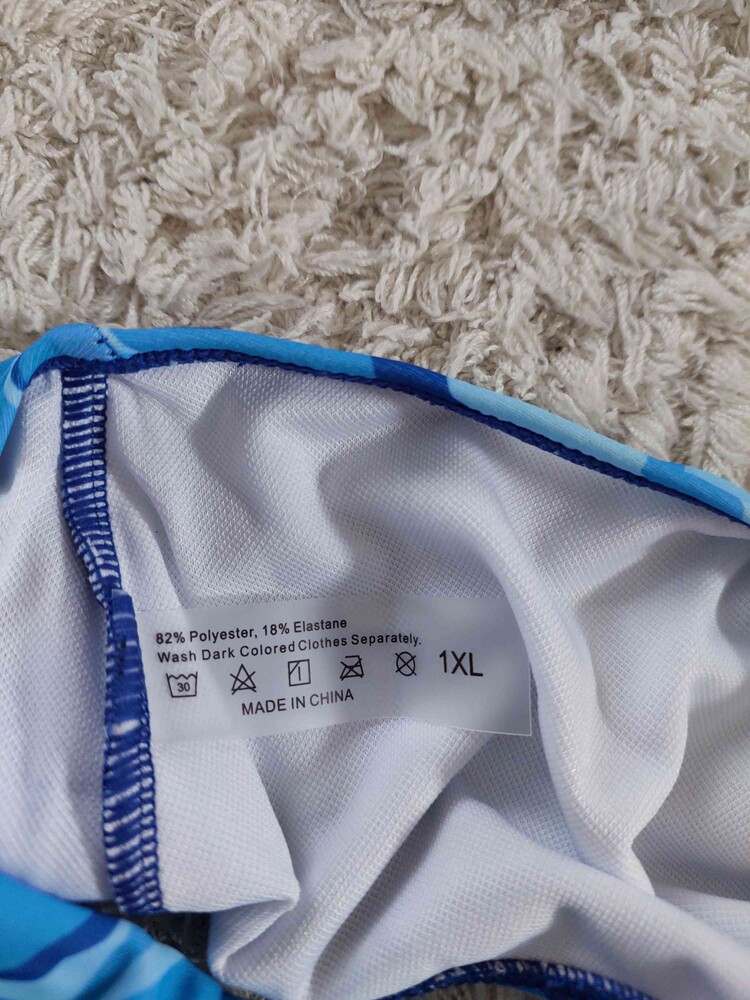 82% Polyester, 18% Elastane
Wash Dark Colored Clothes Separately.
30 1XL
MADE IN CHINA